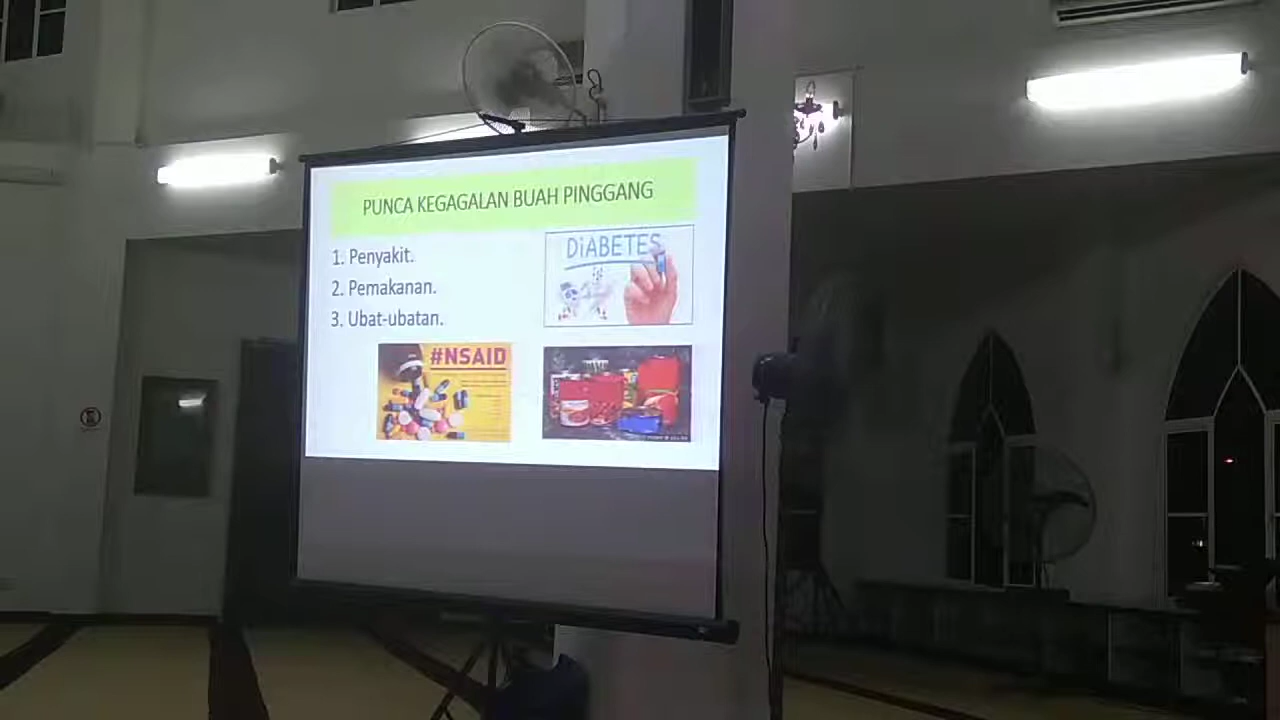 PUNCA KEGAGALAN BUAH PINGGANG
1. Penyakit.
2. Pemakanan.
3. Ubat-ubatan.
DiABETES
#NSAID